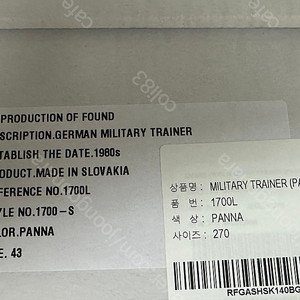 PRODUCTION OF FOUND
SCRIPTION.GERMAN MILITARY TRAINER
TABLISH THE DATE.1980s
ODUCT.MADE IN SLOVAKIA
FERENCE NO.1700L
YLE NO.1700-S
LOR.PANNA
E. 43
상품명 : MILITARY TRAINER (PA
품 번 : 1700L
색 상 : PANNA
사이즈 : 270
RFGASHSK140BG